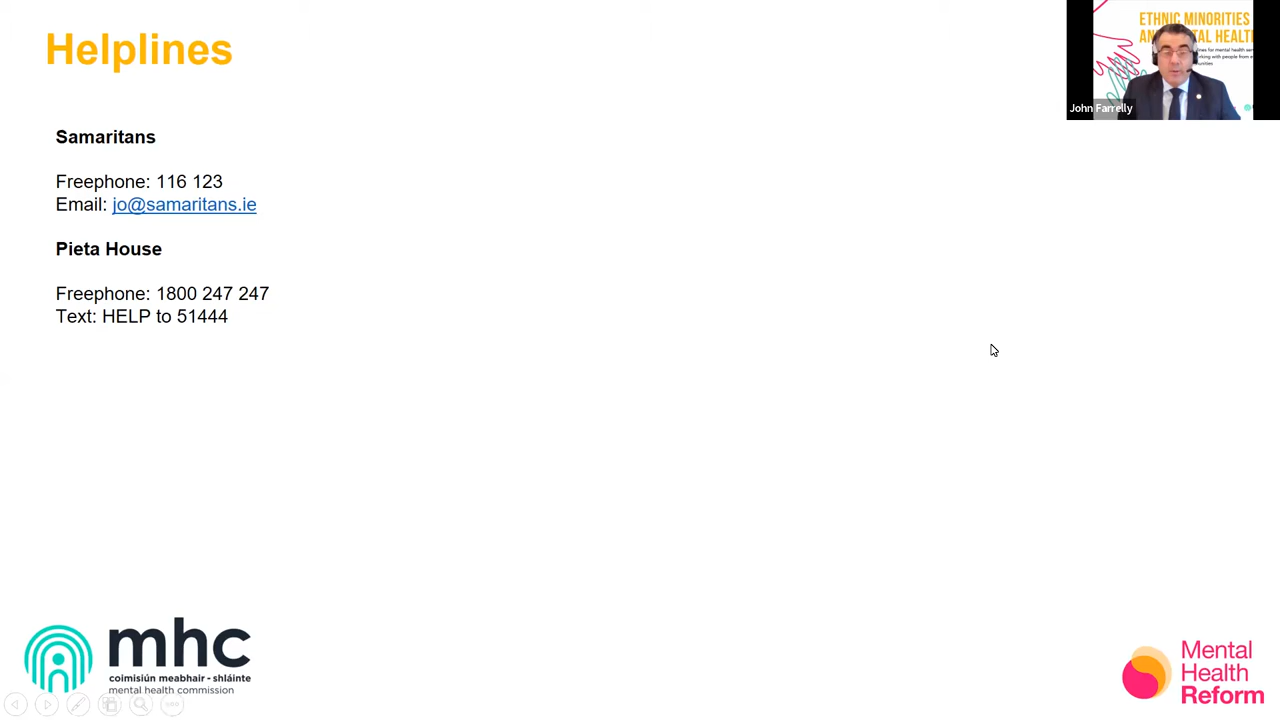 Helplines
Samaritans
Freephone: 116 123
Email: jo@samaritans.ie
Pieta House
Freephone: 1800 247 247
Text: HELP to 51444
ETHNIC MINORITIES
John Farrelly
mhc
coimisiún meabhair - shláinte
mental health commission
Mental
Health
Reform